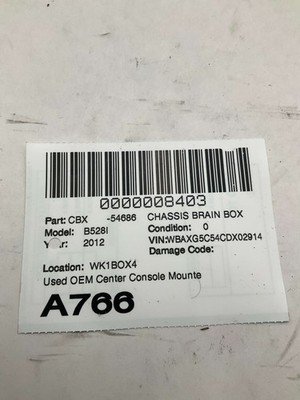 0000008403
Part: CBX -54686 CHASSIS BRAIN BOX
Model: B528I Condition: 0
Year: 2012 VIN:WBAXG5C54CDX02914
Damage Code:
Location: WK1BOX4
Used OEM Center Console Mounte
A766